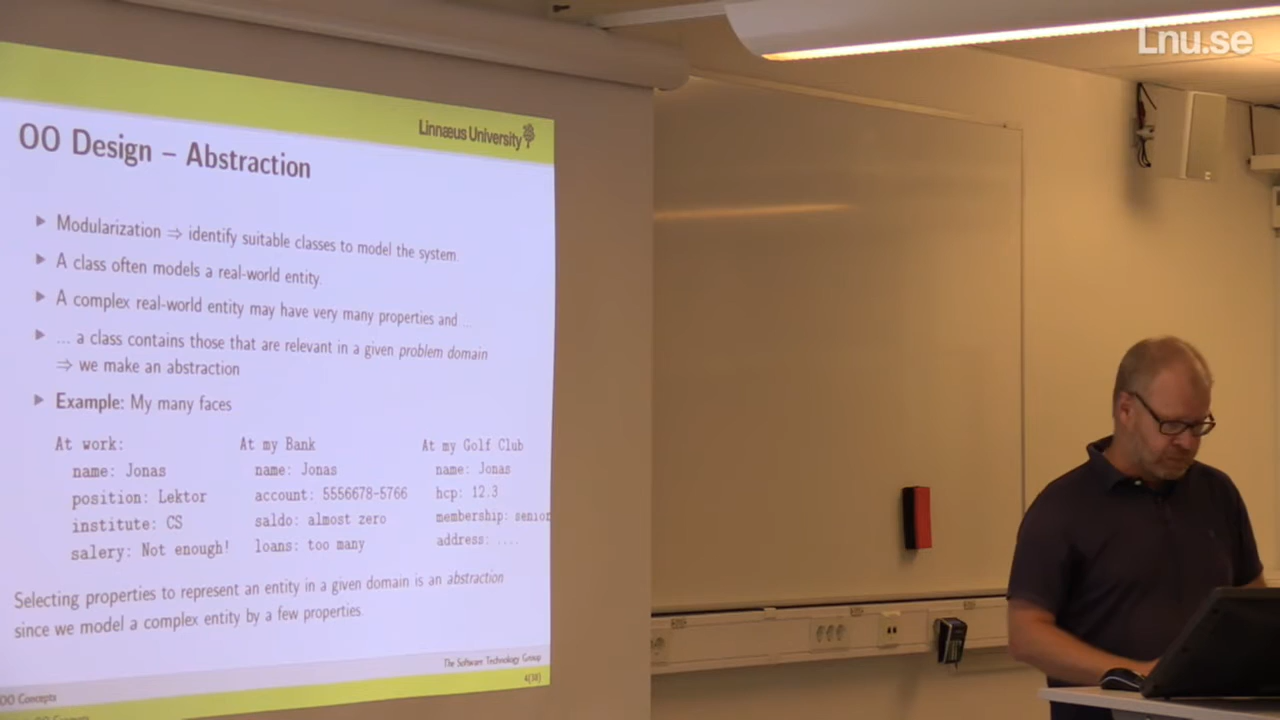 Lnu.se
Linnæus University
OO Design – Abstraction
Modularization ⇒ identify suitable classes to model the system.
A class often models a real-world entity.
A complex real-world entity may have very many properties and ...
... a class contains those that are relevant in a given problem domain
⇒ we make an abstraction
Example: My many faces
At work:
name: Jonas
position: Lektor
institute: CS
salery: Not enough!
At my Bank
name: Jonas
account: 5556678-5766
saldo: almost zero
loans: too many
At my Golf Club
name: Jonas
hcp: 12.3
membership: senior
address: ....
Selecting properties to represent an entity in a given domain is an abstraction
since we model a complex entity by a few properties.
The Software Technology Group
OO Concepts